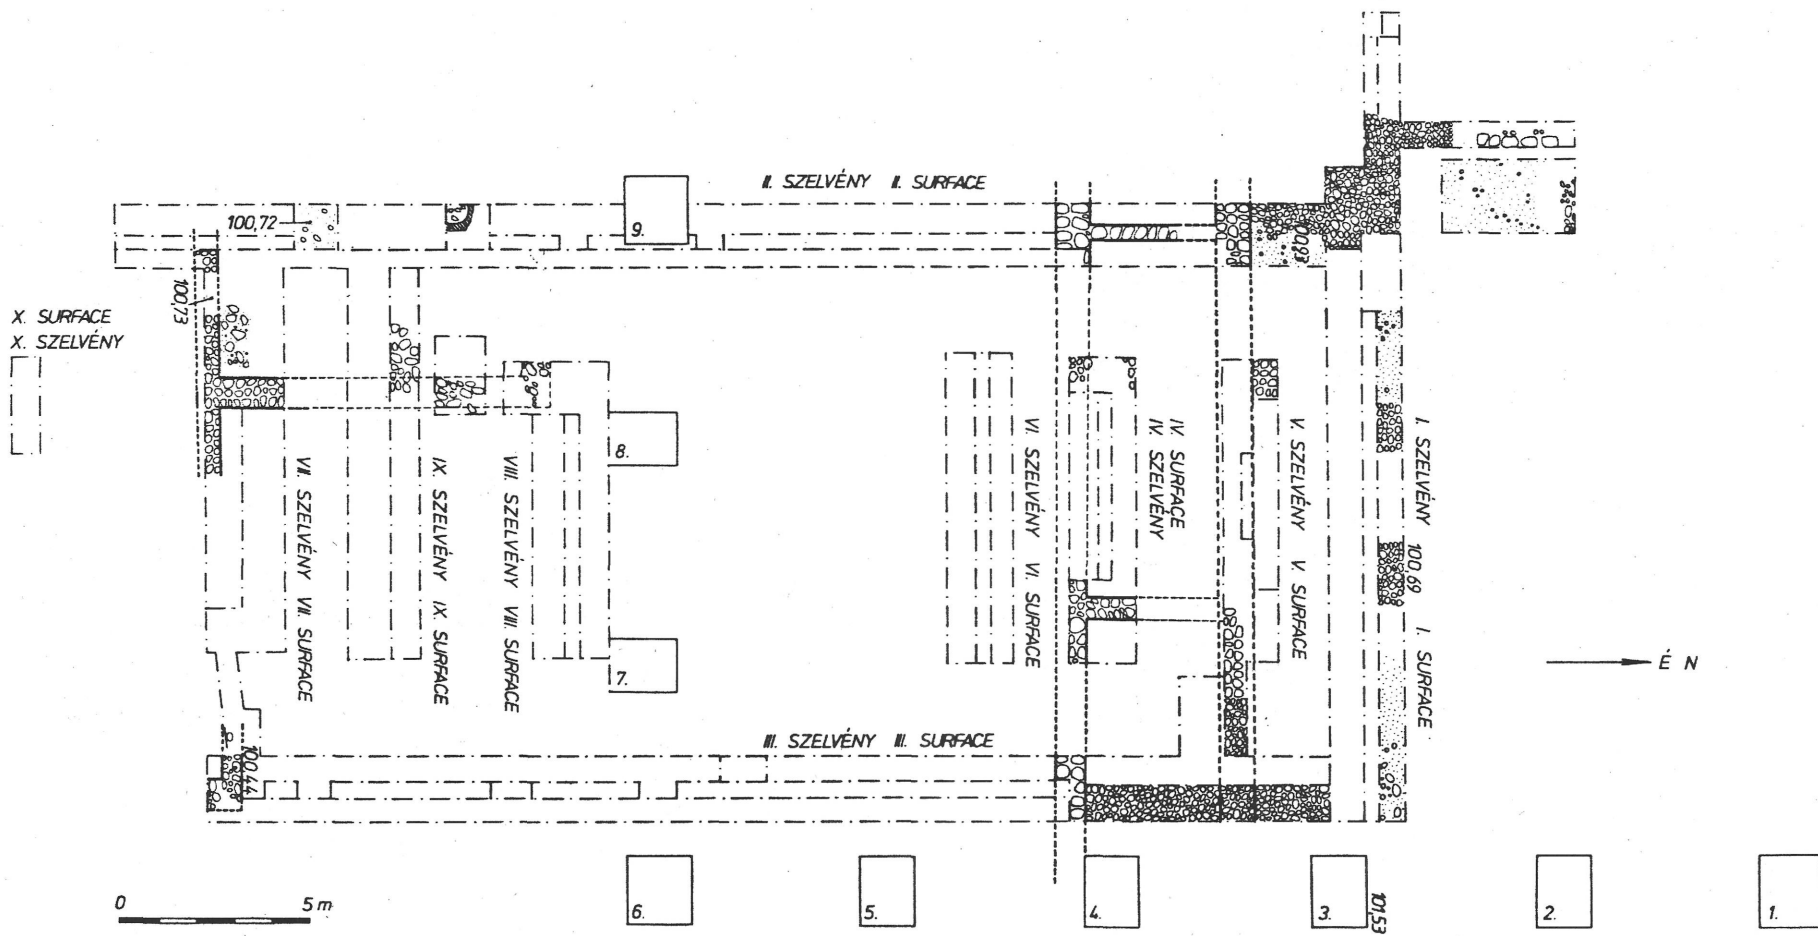 II. SZELVÉNY II. SURFACE
9.
100,72
100,93
100,73
X. SURFACE
X. SZELVÉNY
8.
VII. SZELVÉNY VII. SURFACE
IX. SZELVÉNY IX. SURFACE
VIII. SZELVÉNY VIII. SURFACE
VI. SZELVÉNY VI. SURFACE
IV. SURFACE
IV. SZELVÉNY
V. SZELVÉNY V. SURFACE
I. SZELVÉNY 100,69 I. SURFACE
7.
É N
III. SZELVÉNY III. SURFACE
100,44
0 5 m
6.
5.
4.
3.
101,53
2.
1.